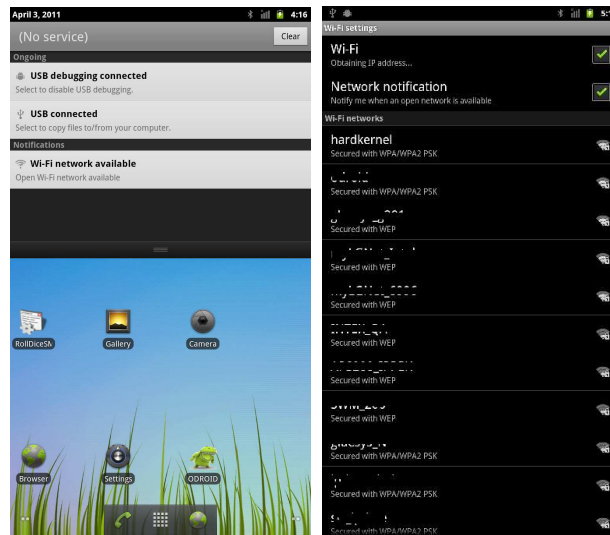 April 3, 2011 4:16
(No service) Clear
Ongoing
USB debugging connected
Select to disable USB debugging.
USB connected
Select to copy files to/from your computer.
Notifications
Wi-Fi network available
Open Wi-Fi network available
RollDiceSM Gallery Camera
Browser Settings ODROID
Wi-Fi settings
Wi-Fi
Obtaining IP address...
Network notification
Notify me when an open network is available
Wi-Fi networks
hardkernel
Secured with WPA/WPA2 PSK
Secured with WPA/WPA2 PSK
Secured with WEP
Secured with WEP
Secured with WEP
Secured with WEP
Secured with WEP
Secured with WEP
Secured with WPA/WPA2 PSK
Secured with WPA/WPA2 PSK
Secured with WPA/WPA2 PSK